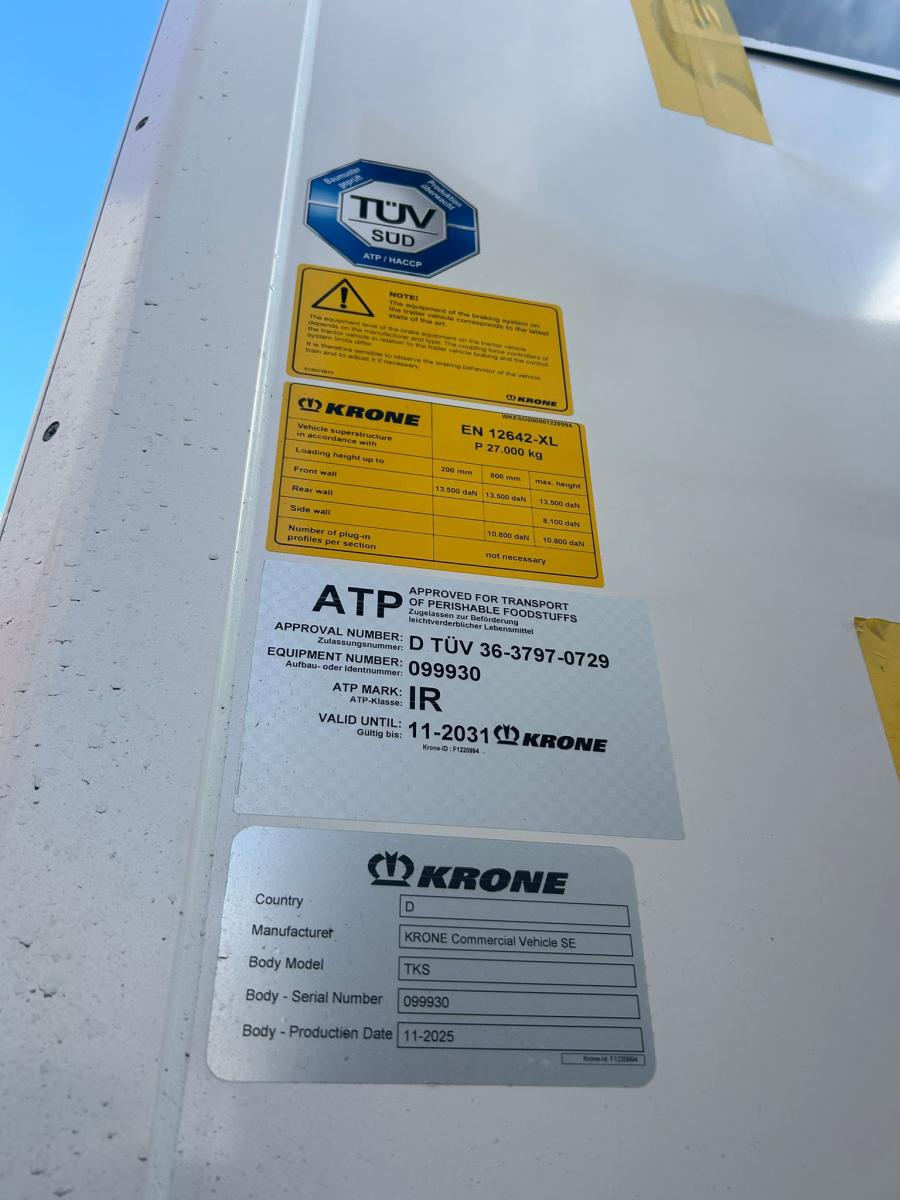 Baumuster geprüft
Produktion überwacht
TÜV
SÜD
ATP / HACCP
NOTE!
The equipment of the braking system on
the trailer vehicle corresponds to the latest
state of the art.
The equipment level of the brake equipment on the tractor vehicle
depends on the manufacturer and type. The coupling force controllers of
the tractor vehicle in relation to the trailer vehicle braking and the control
system limits differ.
It is therefore sensible to observe the braking behaviour of the vehicle
train and to adjust it if necessary.
KRONE
KRONE
WKESD000001220994
Vehicle superstructure
in accordance with
EN 12642-XL
P 27.000 kg
Loading height up to 200 mm 800 mm max. height
Front wall 13.500 daN 13.500 daN 13.500 daN
Rear wall 8.100 daN
Side wall 10.800 daN 10.800 daN
Number of plug-in
profiles per section
not necessary
ATP APPROVED FOR TRANSPORT
OF PERISHABLE FOODSTUFFS
Zugelassen zur Beförderung
leichtverderblicher Lebensmittel
APPROVAL NUMBER: D TÜV 36-3797-0729
Zulassungsnummer:
EQUIPMENT NUMBER: 099930
Aufbau- oder Identnummer:
ATP MARK: IR
ATP-Klasse:
VALID UNTIL: 11-2031 KRONE
Gültig bis:
Krone-ID : F1220994
KRONE
Country D
Manufacturer KRONE Commercial Vehicle SE
Body Model TKS
Body - Serial Number 099930
Body - Production Date 11-2025
Krone-Id: F1220994